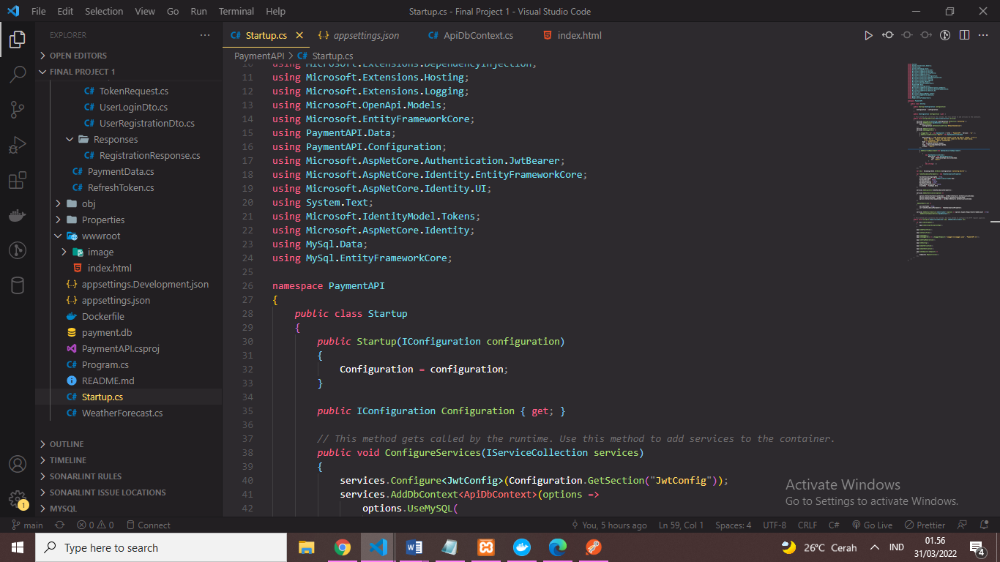 File Edit Selection View Go Run Terminal Help
Startup.cs - Final Project 1 - Visual Studio Code
EXPLORER
OPEN EDITORS
FINAL PROJECT 1
TokenRequest.cs
UserLoginDto.cs
UserRegistrationDto.cs
Responses
RegistrationResponse.cs
PaymentData.cs
RefreshToken.cs
obj
Properties
wwwroot
image
index.html
appsettings.Development.json
appsettings.json
Dockerfile
payment.db
PaymentAPI.csproj
Program.cs
README.md
Startup.cs
WeatherForecast.cs
OUTLINE
TIMELINE
SONARLINT RULES
SONARLINT ISSUE LOCATIONS
MYSQL
Startup.cs appsettings.json ApiDbContext.cs index.html
PaymentAPI > Startup.cs
10 using Microsoft.Extensions.DependencyInjection;
11 using Microsoft.Extensions.Hosting;
12 using Microsoft.Extensions.Logging;
13 using Microsoft.OpenApi.Models;
14 using Microsoft.EntityFrameworkCore;
15 using PaymentAPI.Data;
16 using PaymentAPI.Configuration;
17 using Microsoft.AspNetCore.Authentication.JwtBearer;
18 using Microsoft.AspNetCore.Identity.EntityFrameworkCore;
19 using Microsoft.AspNetCore.Identity.UI;
20 using System.Text;
21 using Microsoft.IdentityModel.Tokens;
22 using Microsoft.AspNetCore.Identity;
23 using MySql.Data;
24 using MySql.EntityFrameworkCore;
25
26 namespace PaymentAPI
27 {
28 public class Startup
29 {
30 public Startup(IConfiguration configuration)
31 {
32 Configuration = configuration;
33 }
34
35 public IConfiguration Configuration { get; }
36
37 // This method gets called by the runtime. Use this method to add services to the container.
38 public void ConfigureServices(IServiceCollection services)
39 {
40 services.Configure<JwtConfig>(Configuration.GetSection("JwtConfig"));
41 services.AddDbContext<ApiDbContext>(options =>
42 options.UseMySQL(
Activate Windows
Go to Settings to activate Windows.
main 0 0 Connect You, 5 hours ago Ln 59, Col 1 Spaces: 4 UTF-8 CRLF C# Go Live Prettier
1
Type here to search
26°C Cerah
IND
01.56
31/03/2022
4